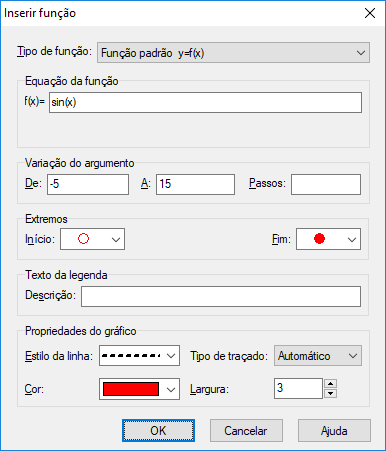 Inserir função
Tipo de função: Função padrão y=f(x)
Equação da função
f(x)= sin(x)
Variação do argumento
De: -5 A: 15 Passos:
Extremos
Início: Fim:
Texto da legenda
Descrição:
Propriedades do gráfico
Estilo da linha: Tipo de traçado: Automático
Cor: Largura: 3
OK Cancelar Ajuda